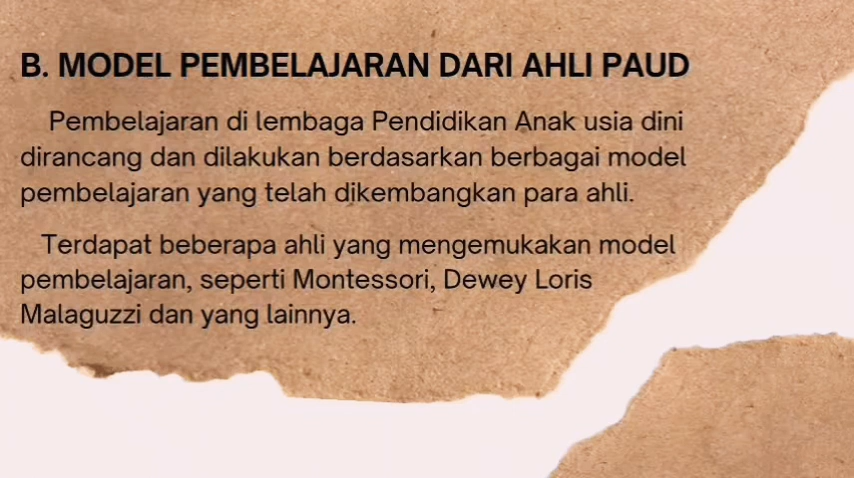 B. MODEL PEMBELAJARAN DARI AHLI PAUD
Pembelajaran di lembaga Pendidikan Anak usia dini
dirancang dan dilakukan berdasarkan berbagai model
pembelajaran yang telah dikembangkan para ahli.
Terdapat beberapa ahli yang mengemukakan model
pembelajaran, seperti Montessori, Dewey Loris
Malaguzzi dan yang lainnya.